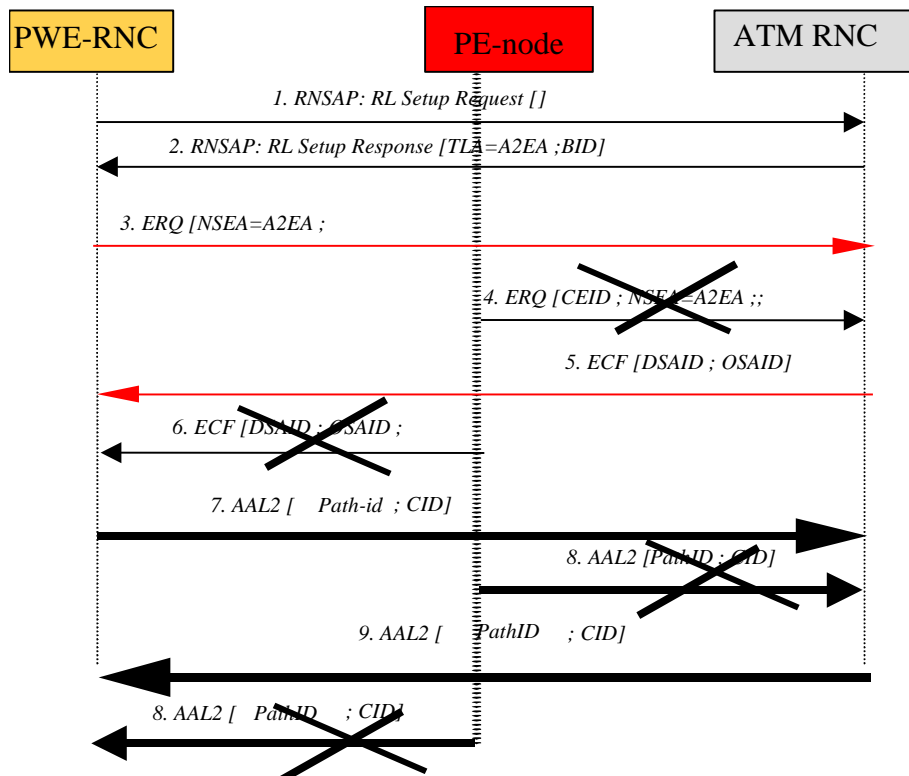 PWE-RNC
PE-node
ATM RNC
1. RNSAP: RL Setup Request []
2. RNSAP: RL Setup Response [TLA=A2EA ;BID]
3. ERQ [NSEA=A2EA ;
4. ERQ [CEID ; NSEA=A2EA ;;
5. ECF [DSAID ; OSAID]
6. ECF [DSAID ; OSAID ;
7. AAL2 [ Path-id ; CID]
8. AAL2 [PathID ; CID]
9. AAL2 [ PathID ; CID]
8. AAL2 [ PathID ; CID]